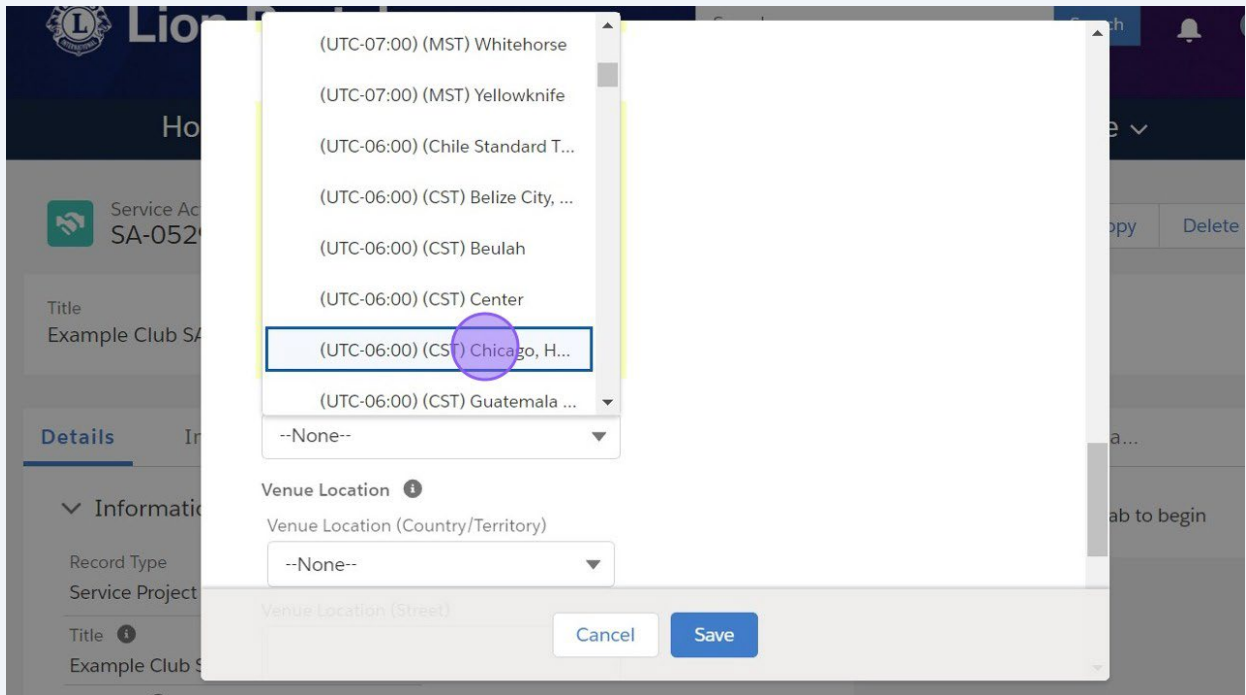 Lion
(UTC-07:00) (MST) Whitehorse
(UTC-07:00) (MST) Yellowknife
Ho
(UTC-06:00) (Chile Standard T...
Service Ac
SA-052
(UTC-06:00) (CST) Belize City, ...
opy
Delete
(UTC-06:00) (CST) Beulah
Title
Example Club SA
(UTC-06:00) (CST) Center
(UTC-06:00) (CST) Chicago, H...
(UTC-06:00) (CST) Guatemala ...
Details
--None--
a...
Venue Location
Informatio
Venue Location (Country/Territory)
ab to begin
Record Type
--None--
Service Project
Venue Location (Street)
Title
Cancel
Save
Example Club S